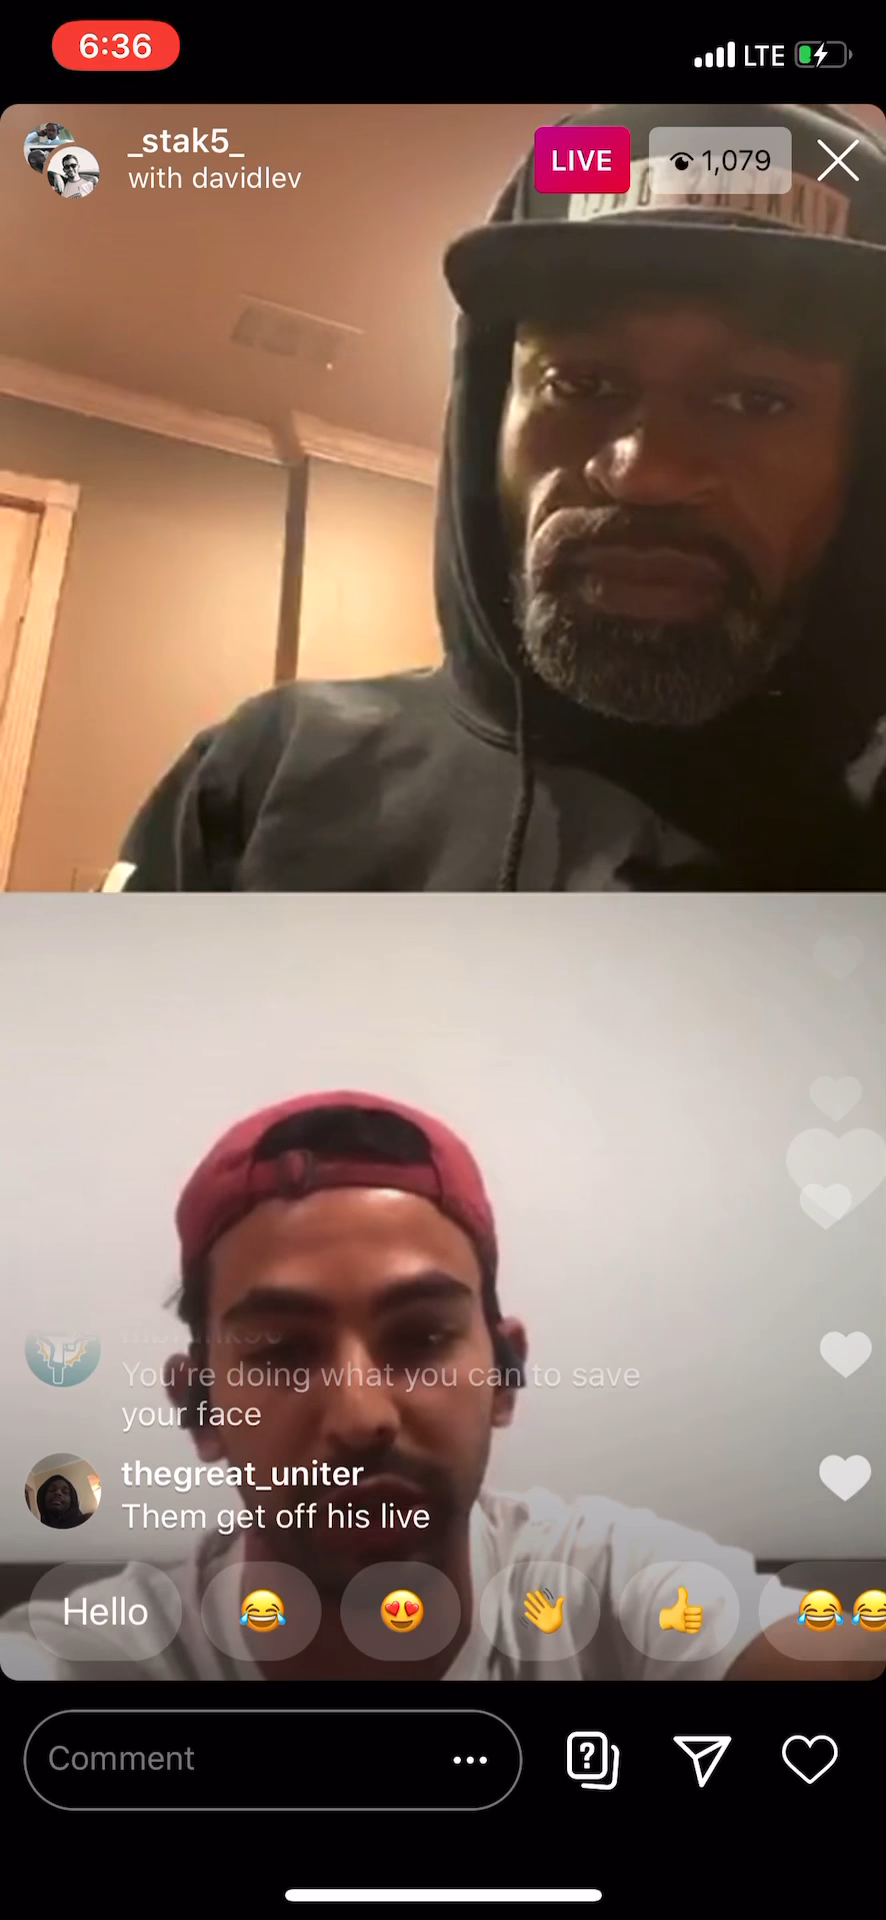 6:36
LTE
_stak5_
with davidlev
LIVE
1,079
You're doing what you can to save
your face
thegreat_uniter
Them get off his live
Hello
Comment